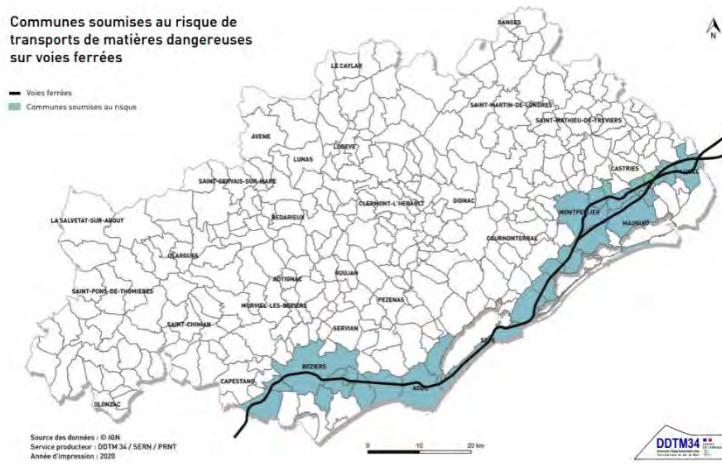 Communes soumises au risque de
transports de matières dangereuses
sur voies ferrées
Voies ferrées
Communes soumises au risque
N
GANGES
LE CAYLAR
SAINT-MARTIN-DE-LONDRES
SAINT-MATHIEU-DE-TREVIERS
AVENE
LODEVE
LUNAS
CASTRIES
LUNEL
SAINT-GERVAIS-SUR-MARE
CLERMONT-L'HERAULT
GIGNAC
MONTPELLIER
LA SALVETAT-SUR-AGOUT
BEDARIEUX
MAUGUIO
COURNONTERRAL
OLARGUES
ROUJAN
AUTIGNAC
SAINT-PONS-DE-THOMIERES
PEZENAS
MURVIEL-LES-BEZIERS
SAINT-CHINIAN
SERVIAN
SETE
BEZIERS
CAPESTANG
AGDE
OLONZAC
Source des données : © IGN
Service producteur : DDTM 34 / SERN / PRNT
Année d'impression : 2020
0 10 20 km
DDTM34